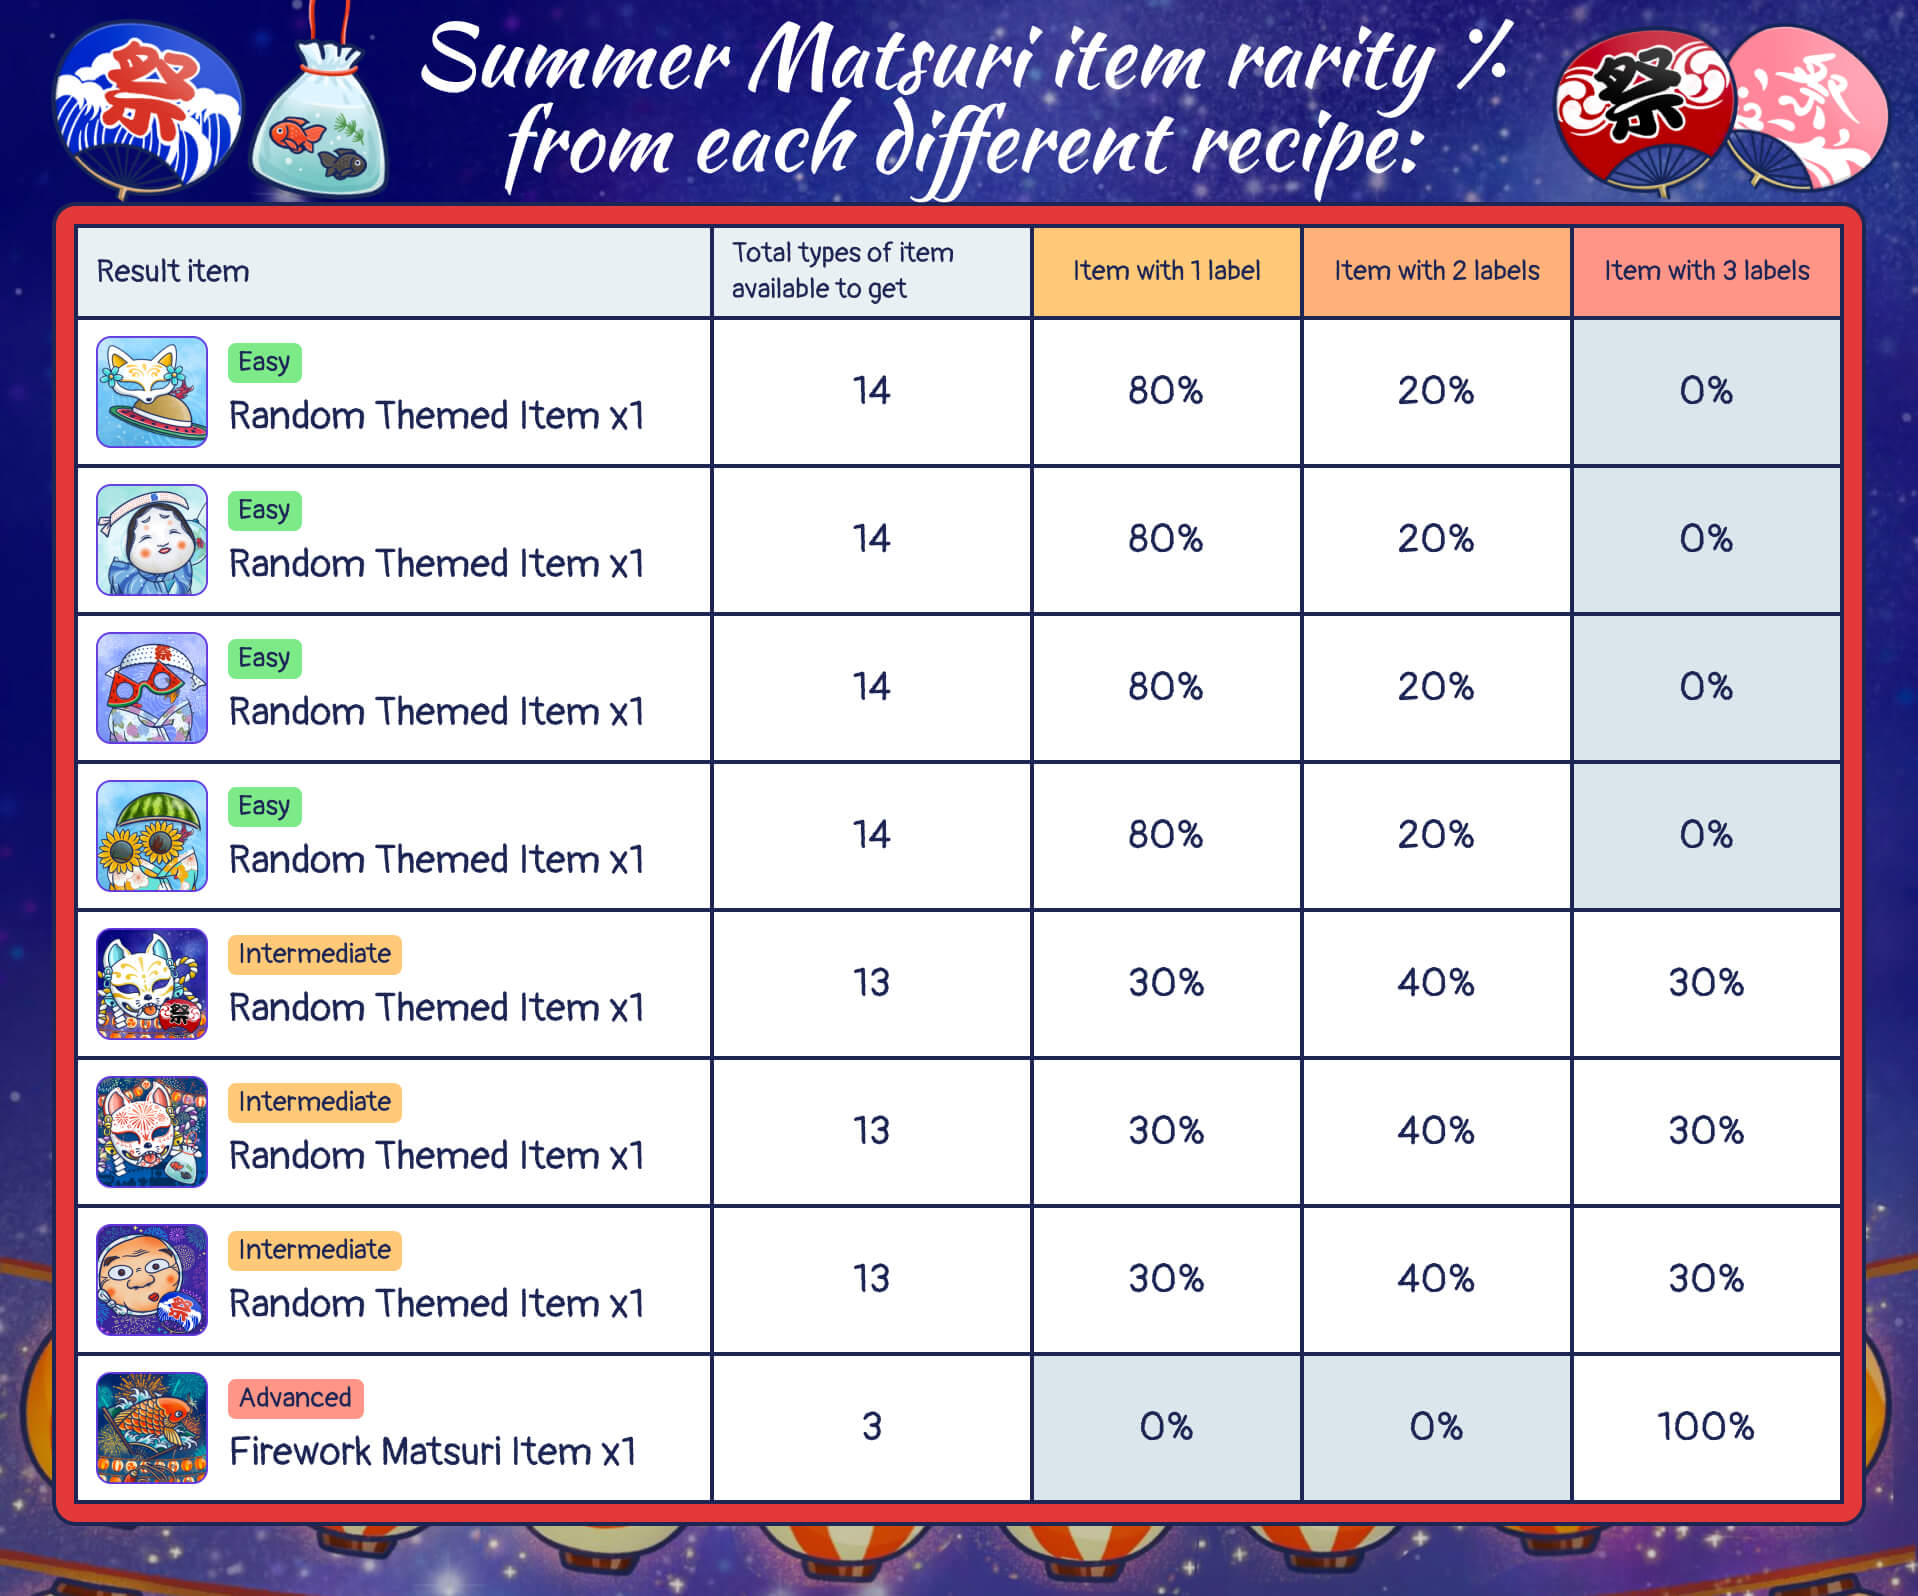 祭
Summer Matsuri item rarity %
from each different recipe:
祭
Result item
Total types of item
available to get
Item with 1 label
Item with 2 labels
Item with 3 labels
Easy
Random Themed Item x1
14
80%
20%
0%
Easy
Random Themed Item x1
14
80%
20%
0%
祭
Easy
Random Themed Item x1
14
80%
20%
0%
Easy
Random Themed Item x1
14
80%
20%
0%
祭
Intermediate
Random Themed Item x1
13
30%
40%
30%
Intermediate
Random Themed Item x1
13
30%
40%
30%
祭
Intermediate
Random Themed Item x1
13
30%
40%
30%
Advanced
Firework Matsuri Item x1
3
0%
0%
100%